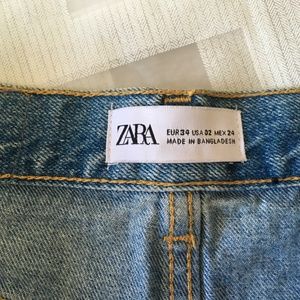 ZARA
EUR 34 USA 02 MEX 24
MADE IN BANGLADESH